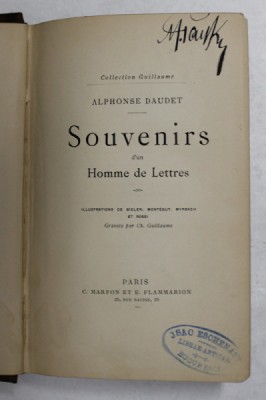 Collection Guillaume
ALPHONSE DAUDET
Souvenirs
d'un
Homme de Lettres
ILLUSTRATIONS DE BIELER, MONTÉGUT, MYRBACH
ET ROSSI
Gravées par Ch. Guillaume
PARIS
C. MARPON ET E. FLAMMARION
26, RUE RACINE, 26